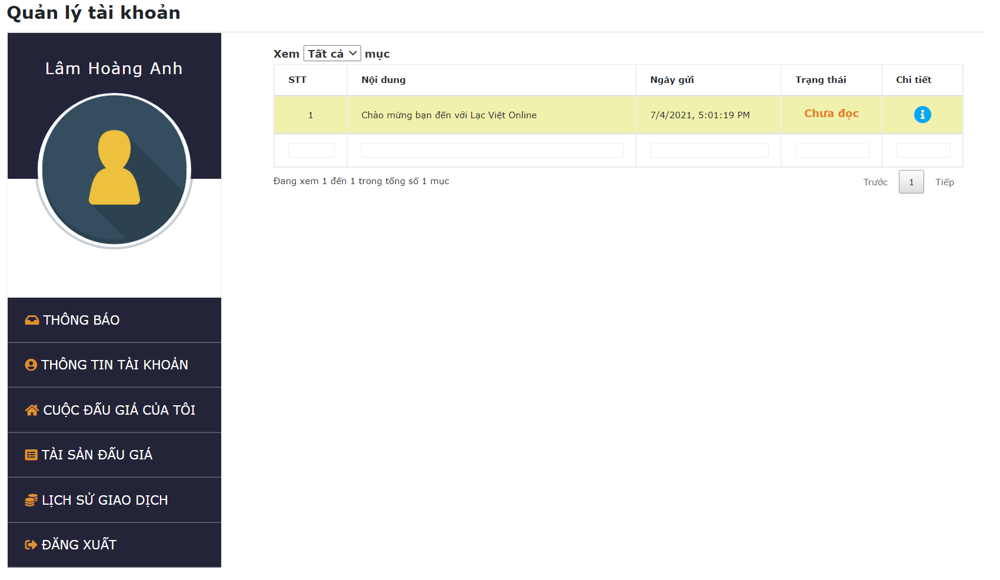 Quản lý tài khoản
Lâm Hoàng Anh
THÔNG BÁO
THÔNG TIN TÀI KHOẢN
CUỘC ĐẤU GIÁ CỦA TÔI
TÀI SẢN ĐẤU GIÁ
LỊCH SỬ GIAO DỊCH
ĐĂNG XUẤT
Xem Tất cả mục
STT Nội dung Ngày gửi Trạng thái Chi tiết
1 Chào mừng bạn đến với Lạc Việt Online 7/4/2021, 5:01:19 PM Chưa đọc
Đang xem 1 đến 1 trong tổng số 1 mục
Trước 1 Tiếp